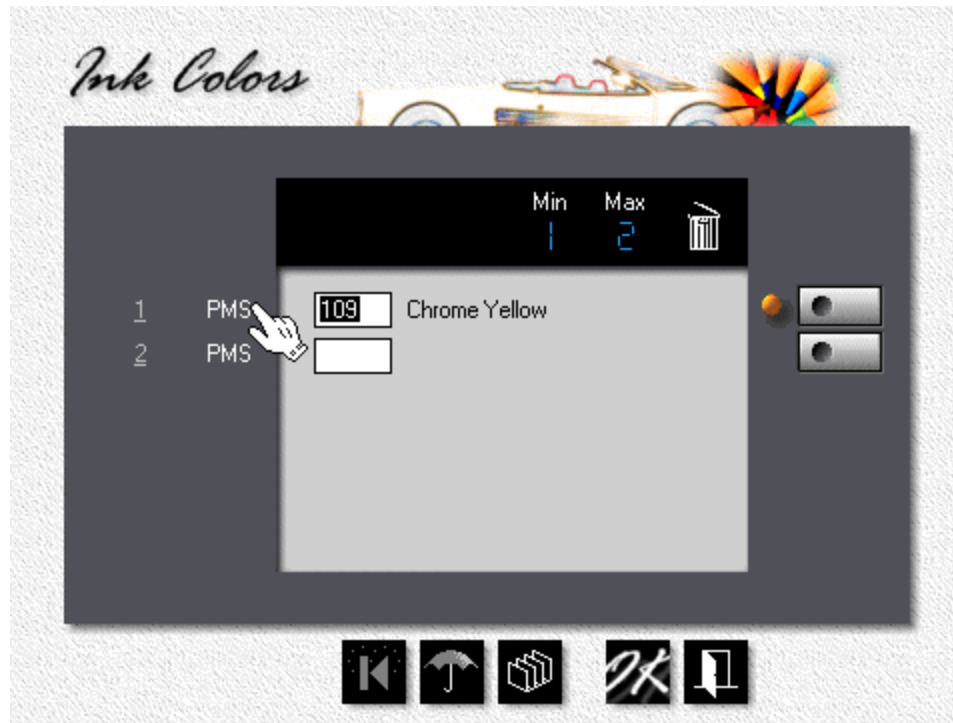 Ink Colors
Min Max
1 2
1 PMS 109 Chrome Yellow
2 PMS
OK